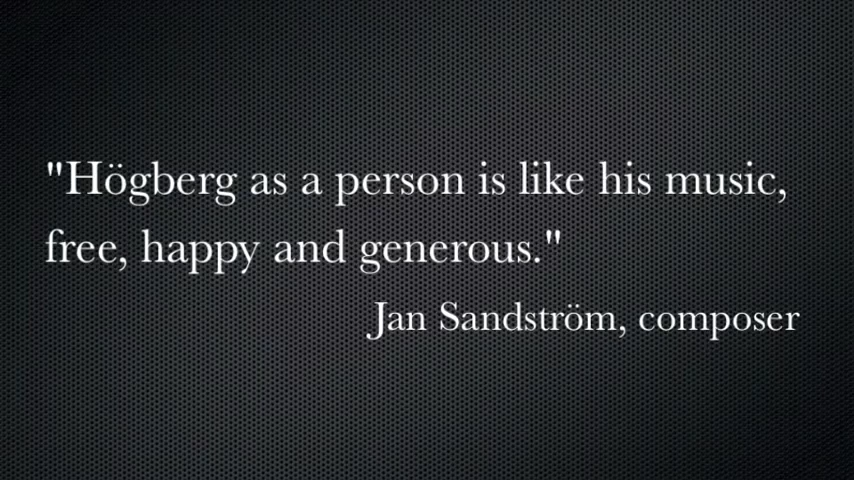 "Högberg as a person is like his music,
free, happy and generous."
Jan Sandström, composer